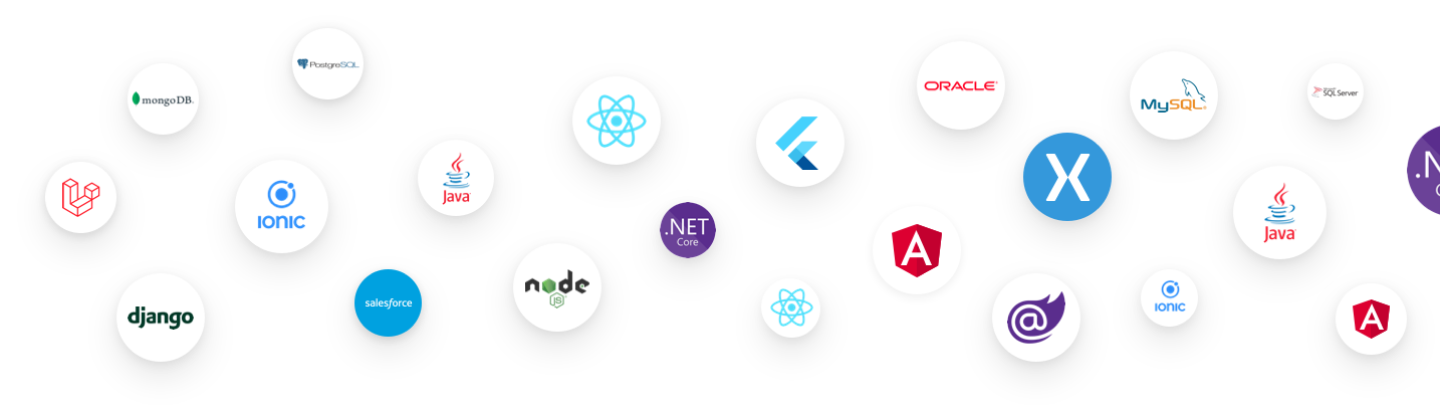 PostgreSQL
mongoDB.
ORACLE
MySQL
SQL Server
IONIC
Java
.NET
Core
Java
django
salesforce
node
JS
IONIC